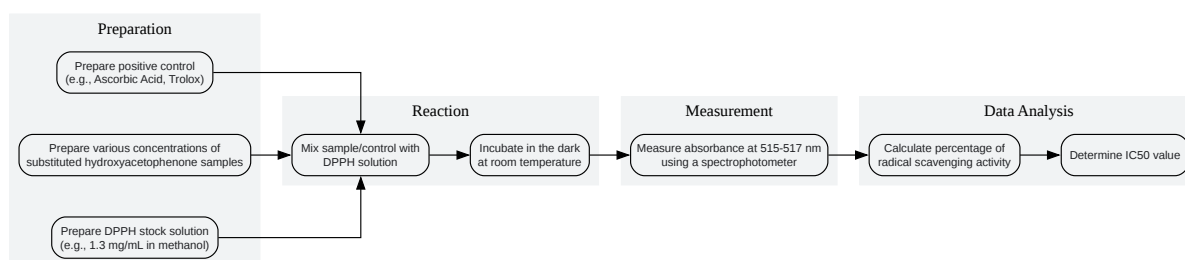 Preparation
Prepare positive control
(e.g., Ascorbic Acid, Trolox)
Prepare various concentrations of
substituted hydroxyacetophenone samples
Prepare DPPH stock solution
(e.g., 1.3 mg/mL in methanol)
Reaction
Mix sample/control with
DPPH solution
Incubate in the dark
at room temperature
Measurement
Measure absorbance at 515-517 nm
using a spectrophotometer
Data Analysis
Calculate percentage of
radical scavenging activity
Determine IC50 value